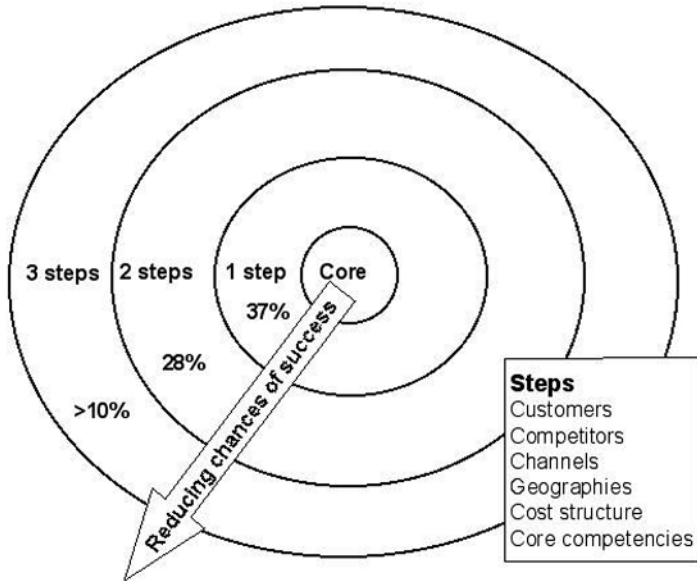 3 steps
2 steps
1 step
Core
37%
28%
>10%
Reducing chances of success
Steps
Customers
Competitors
Channels
Geographies
Cost structure
Core competencies